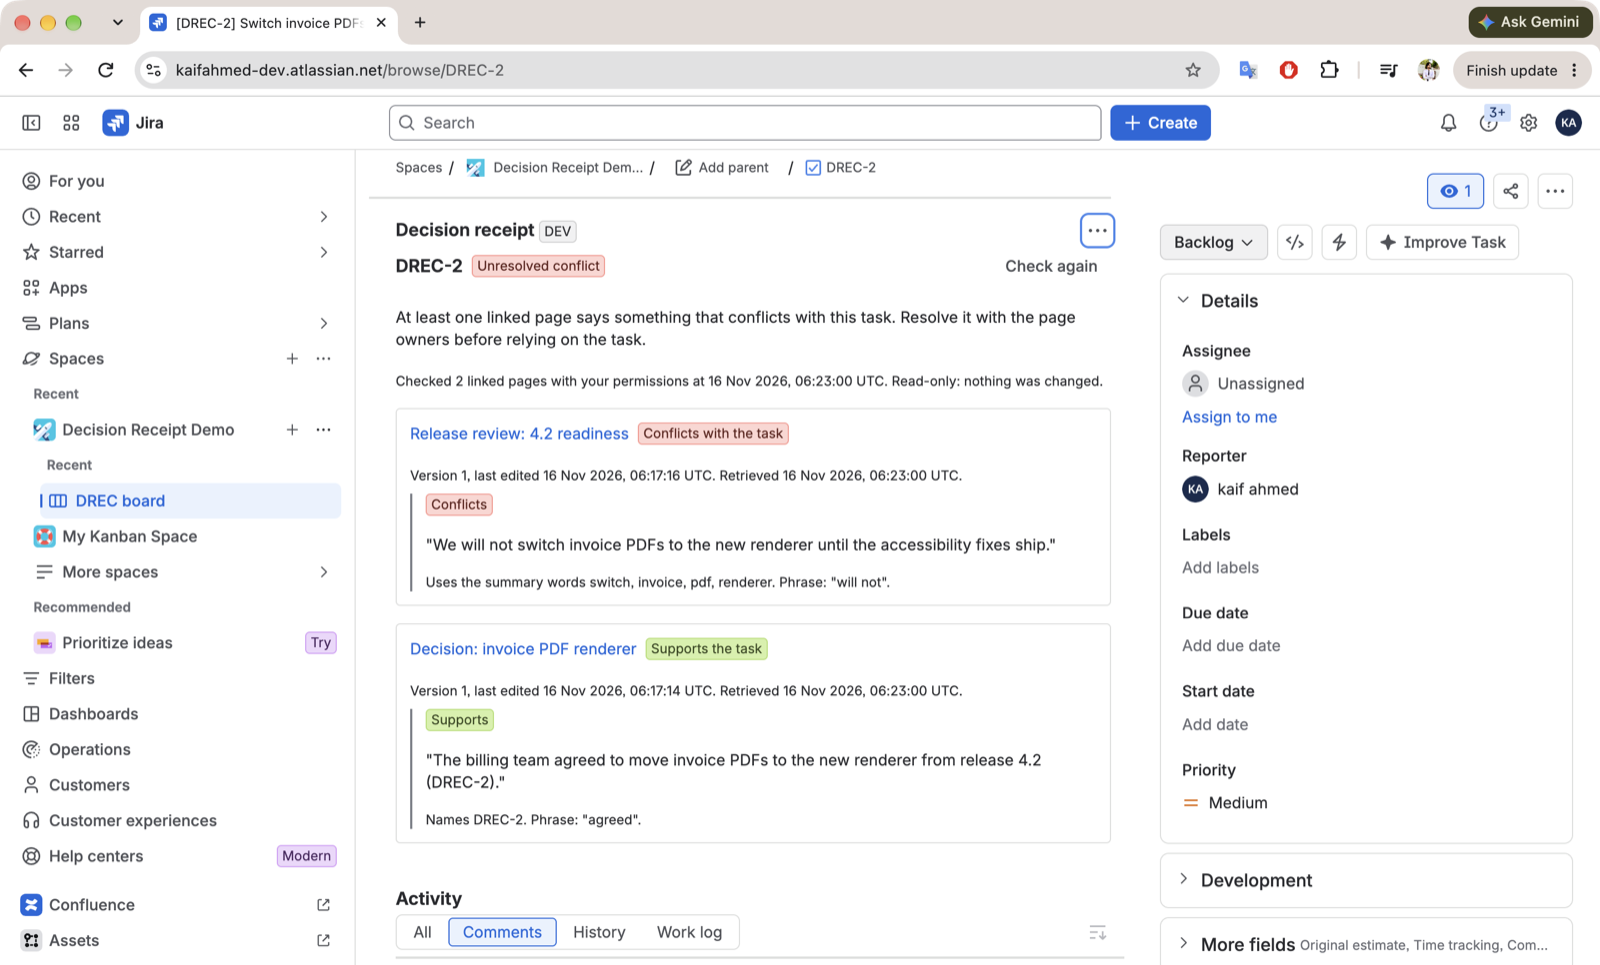 [DREC-2] Switch invoice PDF
Ask Gemini
kaifahmed-dev.atlassian.net/browse/DREC-2
Finish update
Jira
Search
Create
3+
KA
For you
Recent
Starred
Apps
Plans
Spaces
Recent
Decision Receipt Demo
Recent
DREC board
My Kanban Space
More spaces
Recommended
Prioritize ideas
Try
Filters
Dashboards
Operations
Customers
Customer experiences
Help centers
Modern
Confluence
Assets
Spaces / Decision Receipt Dem... / Add parent / DREC-2
Decision receipt DEV
DREC-2 Unresolved conflict
Check again
At least one linked page says something that conflicts with this task. Resolve it with the page
owners before relying on the task.
Checked 2 linked pages with your permissions at 16 Nov 2026, 06:23:00 UTC. Read-only: nothing was changed.
Release review: 4.2 readiness Conflicts with the task
Version 1, last edited 16 Nov 2026, 06:17:16 UTC. Retrieved 16 Nov 2026, 06:23:00 UTC.
Conflicts
"We will not switch invoice PDFs to the new renderer until the accessibility fixes ship."
Uses the summary words switch, invoice, pdf, renderer. Phrase: "will not".
Decision: invoice PDF renderer Supports the task
Version 1, last edited 16 Nov 2026, 06:17:14 UTC. Retrieved 16 Nov 2026, 06:23:00 UTC.
Supports
"The billing team agreed to move invoice PDFs to the new renderer from release 4.2
(DREC-2)."
Names DREC-2. Phrase: "agreed".
Activity
All Comments History Work log
1
Backlog
Improve Task
Details
Assignee
Unassigned
Assign to me
Reporter
KA kaif ahmed
Labels
Add labels
Due date
Add due date
Start date
Add date
Priority
Medium
Development
More fields Original estimate, Time tracking, Com...